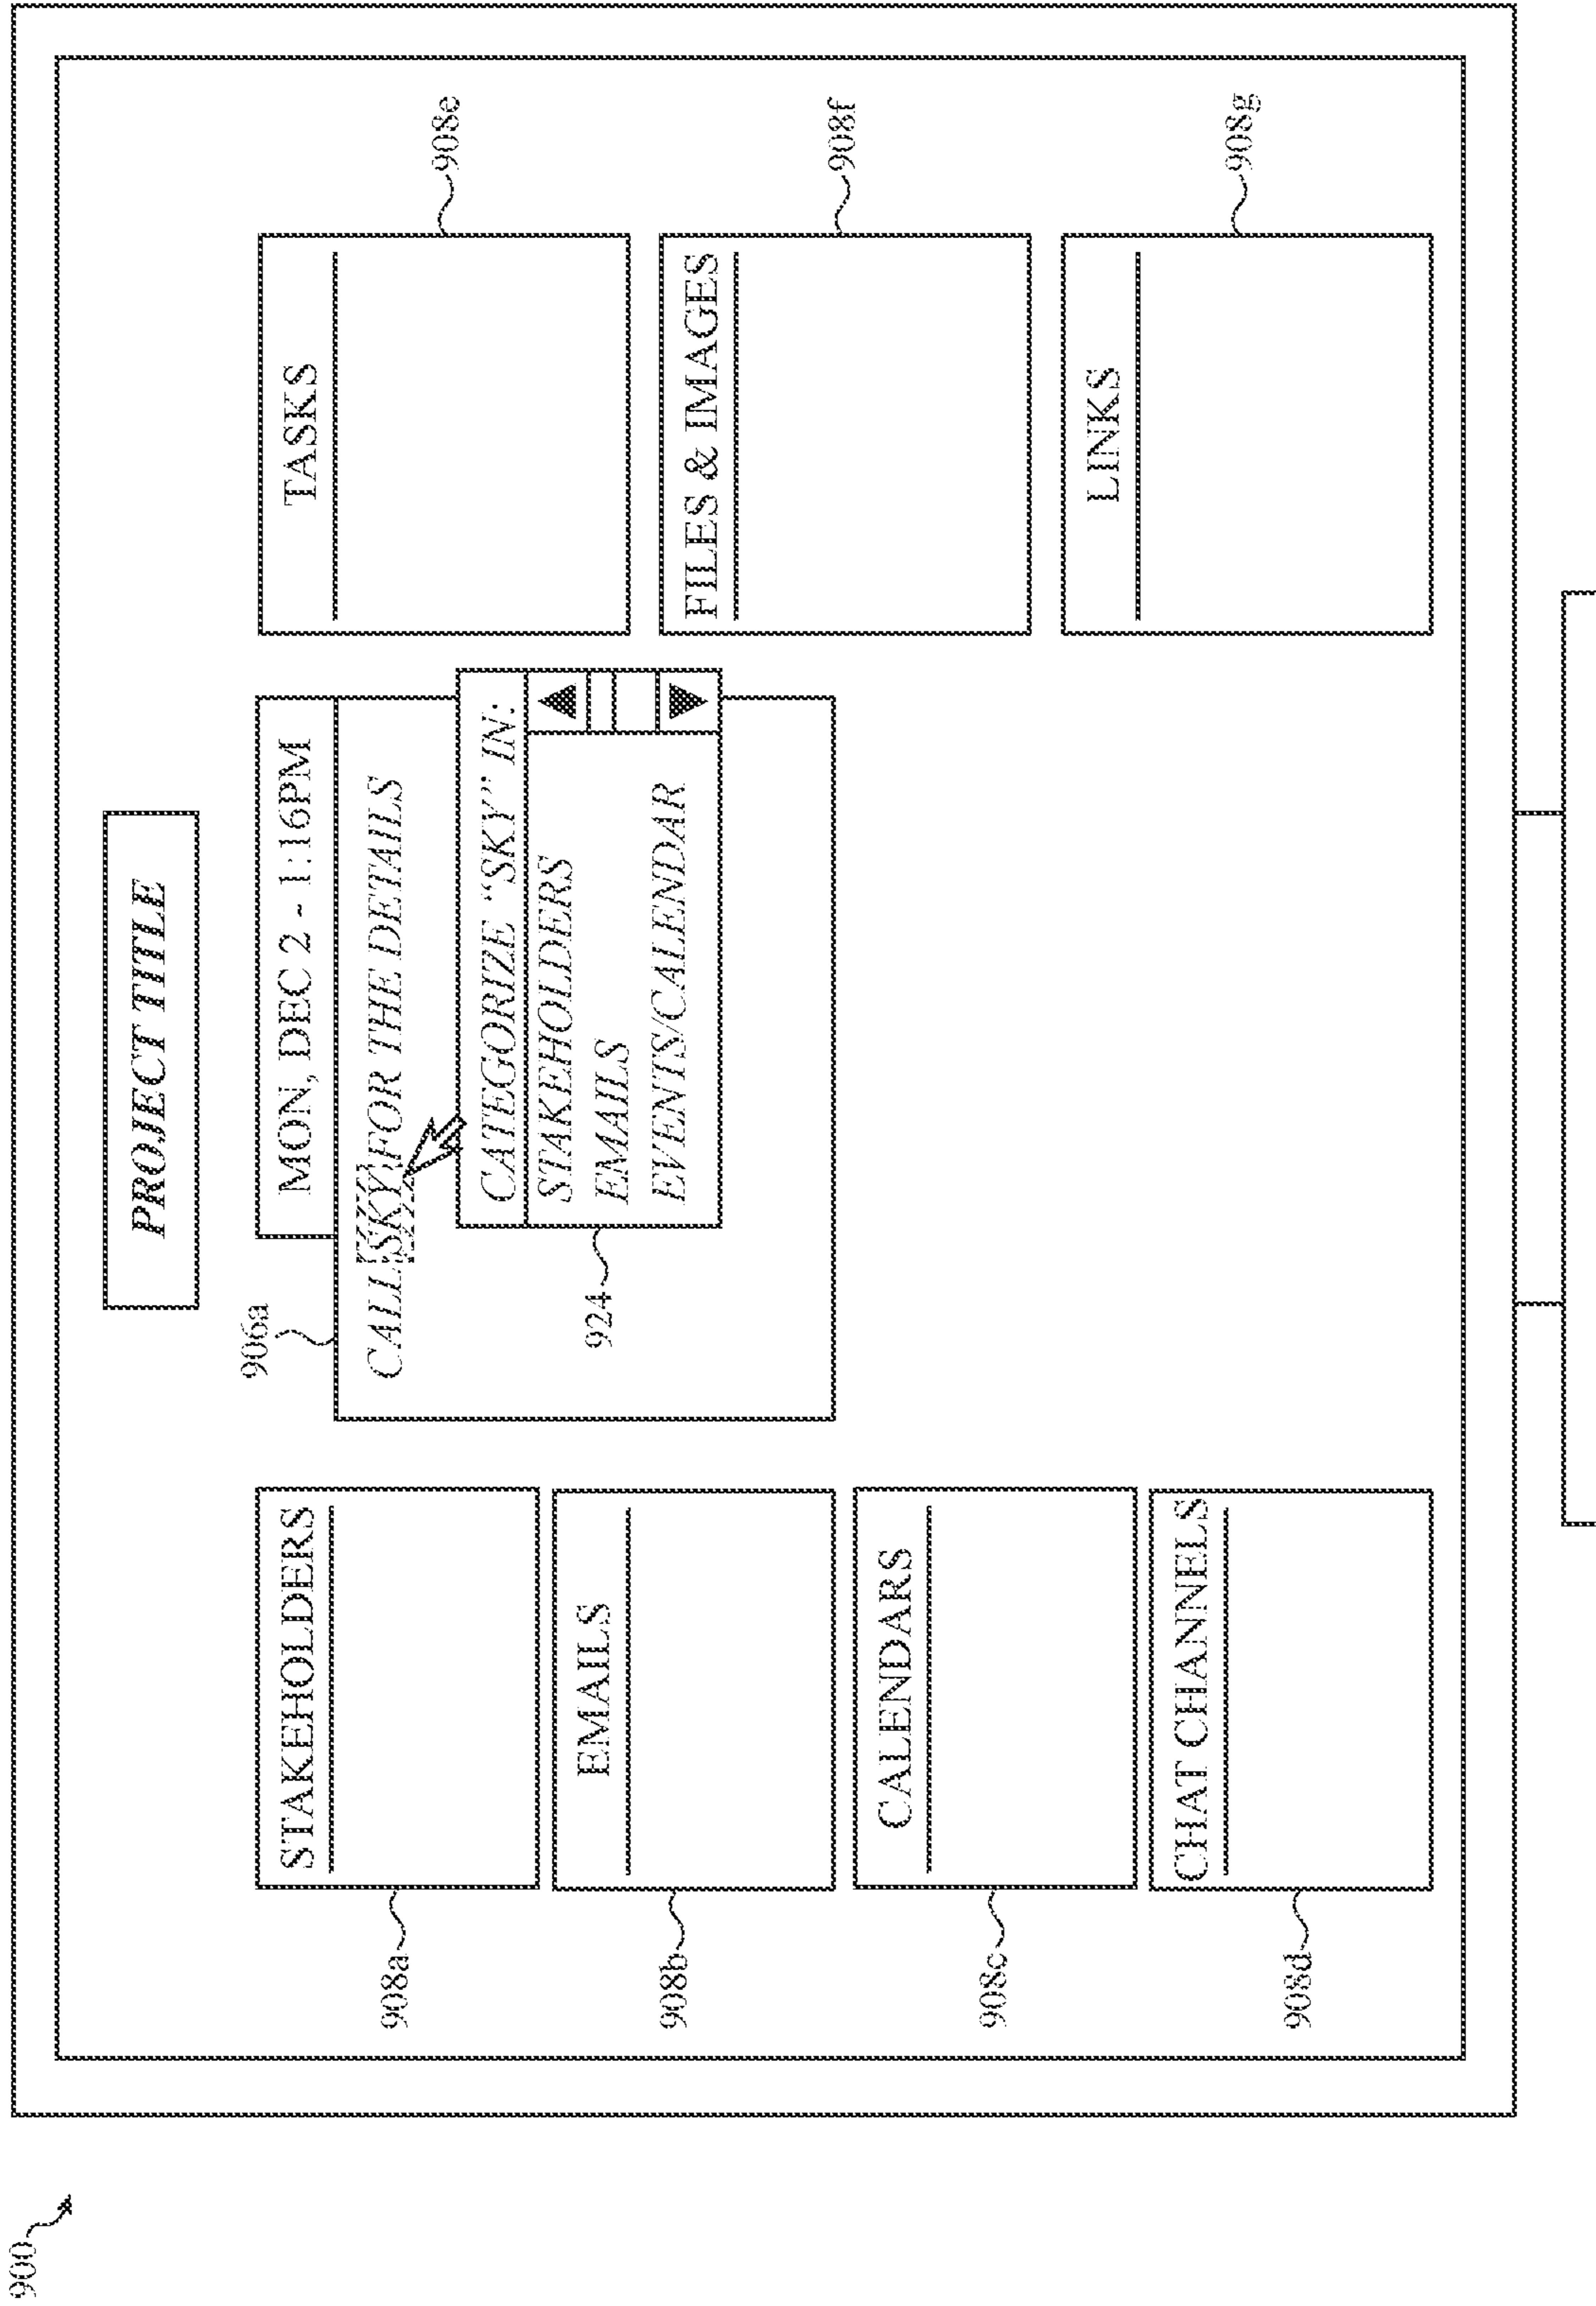 900
PROJECT TITLE
906a
MON, DEC 2 ~ 1:16PM
CALL SKY FOR THE DETAILS
924
CATEGORIZE “SKY” IN:
STAKEHOLDERS
EMAILS
EVENTS/CALENDAR
908a
STAKEHOLDERS
908b
EMAILS
908c
CALENDARS
908d
CHAT CHANNELS
TASKS
908e
FILES & IMAGES
908f
LINKS
908g